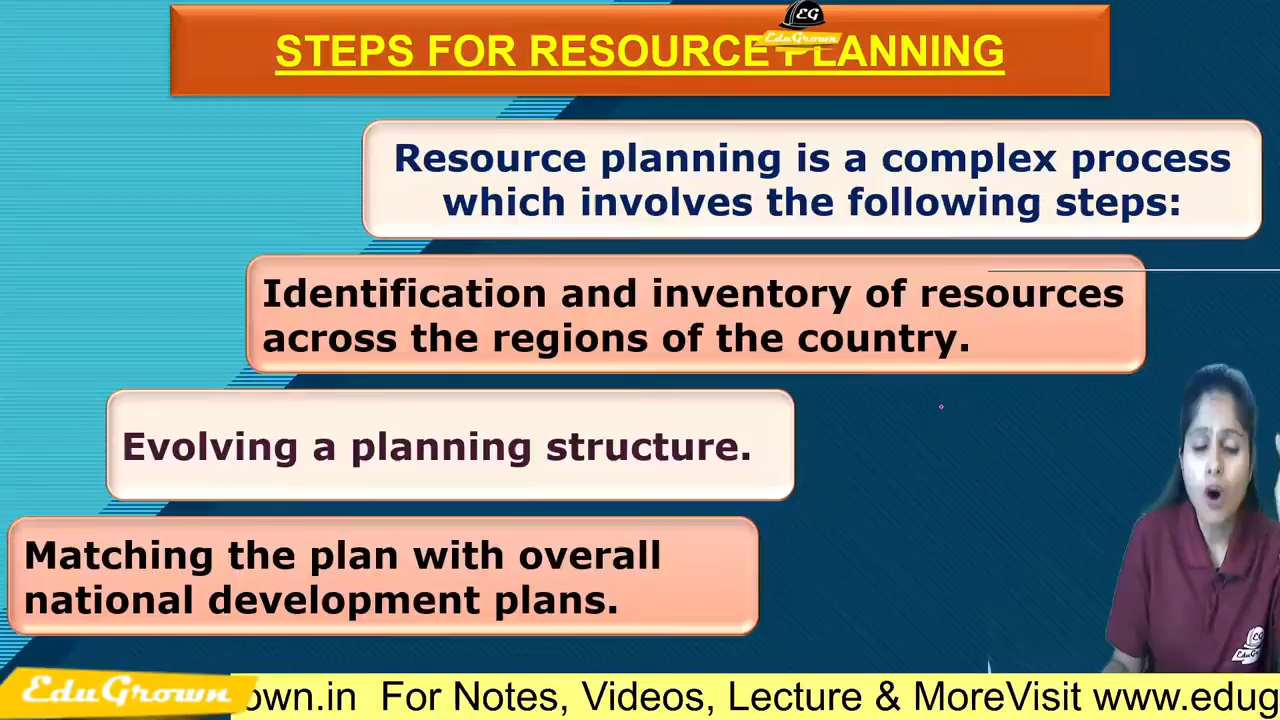 EG
EduGrown
STEPS FOR RESOURCE PLANNING
Resource planning is a complex process
which involves the following steps:
Identification and inventory of resources
across the regions of the country.
Evolving a planning structure.
Matching the plan with overall
national development plans.
EduGrown
own.in For Notes, Videos, Lecture & MoreVisit www.edug